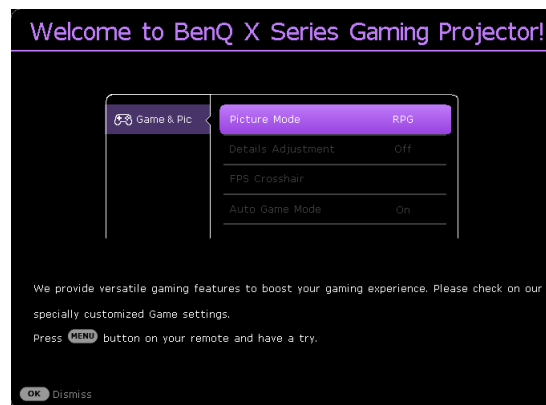 Welcome to BenQ X Series Gaming Projector!
Game & Pic
Picture Mode RPG
Details Adjustment Off
FPS Crosshair
Auto Game Mode On
We provide versatile gaming features to boost your gaming experience. Please check on our
specially customized Game settings.
Press MENU button on your remote and have a try.
OK Dismiss